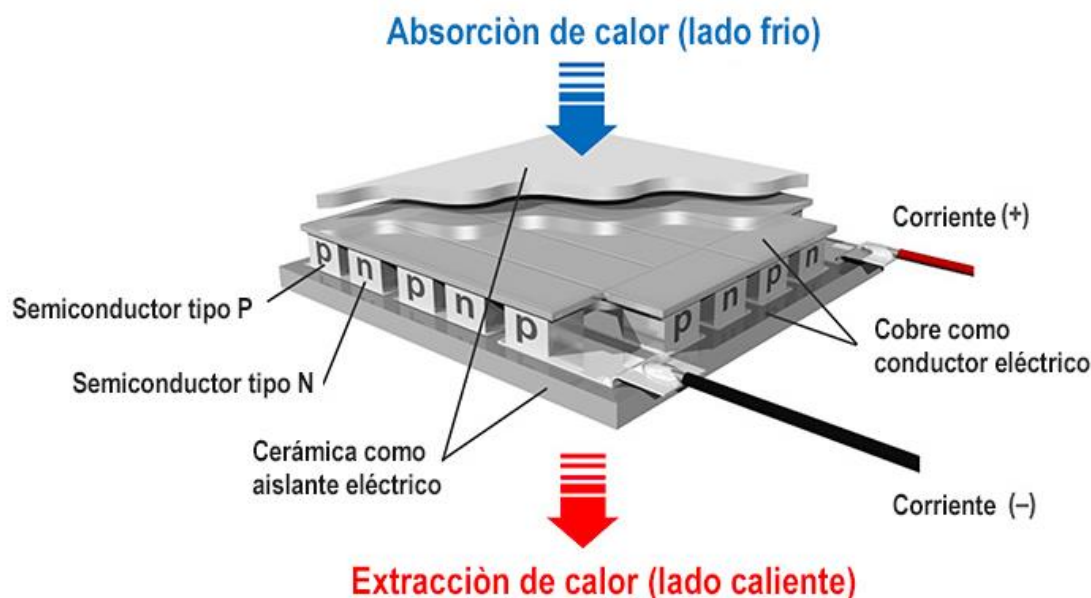 Absorciòn de calor (lado frio)
Corriente (+)
p n p n p p n p n
Semiconductor tipo P
Cobre como
conductor eléctrico
Semiconductor tipo N
Cerámica como
aislante eléctrico
Corriente (–)
Extracciòn de calor (lado caliente)